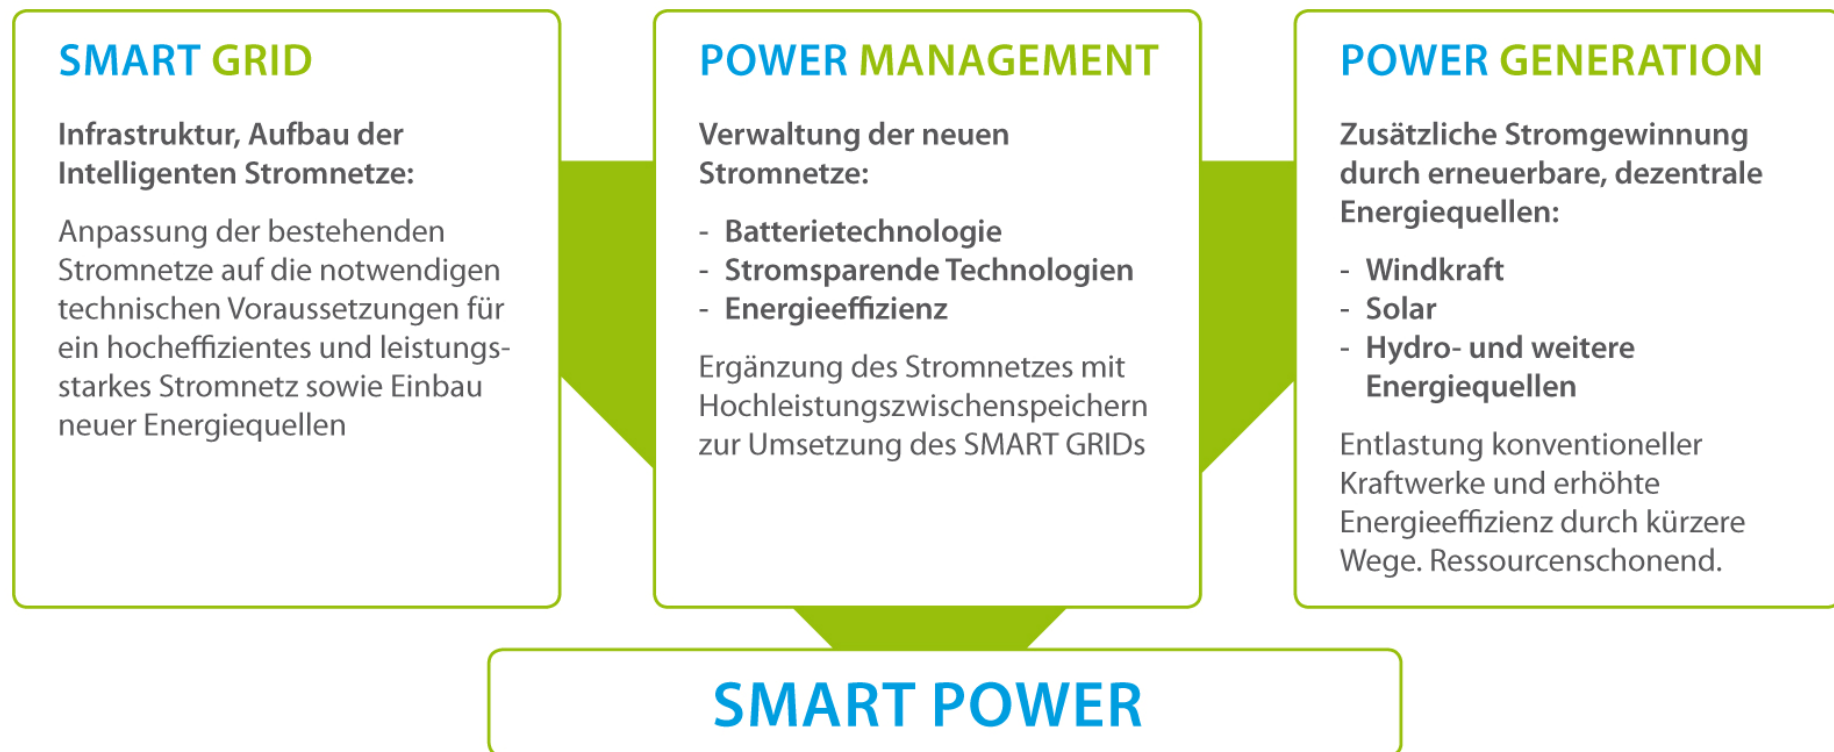 SMART GRID
Infrastruktur, Aufbau der
Intelligenten Stromnetze:
Anpassung der bestehenden
Stromnetze auf die notwendigen
technischen Voraussetzungen für
ein hocheffizientes und leistungs-
starkes Stromnetz sowie Einbau
neuer Energiequellen
POWER MANAGEMENT
Verwaltung der neuen
Stromnetze:
- Batterietechnologie
- Stromsparende Technologien
- Energieeffizienz
Ergänzung des Stromnetzes mit
Hochleistungszwischenspeichern
zur Umsetzung des SMART GRIDs
POWER GENERATION
Zusätzliche Stromgewinnung
durch erneuerbare, dezentrale
Energiequellen:
- Windkraft
- Solar
- Hydro- und weitere
Energiequellen
Entlastung konventioneller
Kraftwerke und erhöhte
Energieeffizienz durch kürzere
Wege. Ressourcenschonend.
SMART POWER